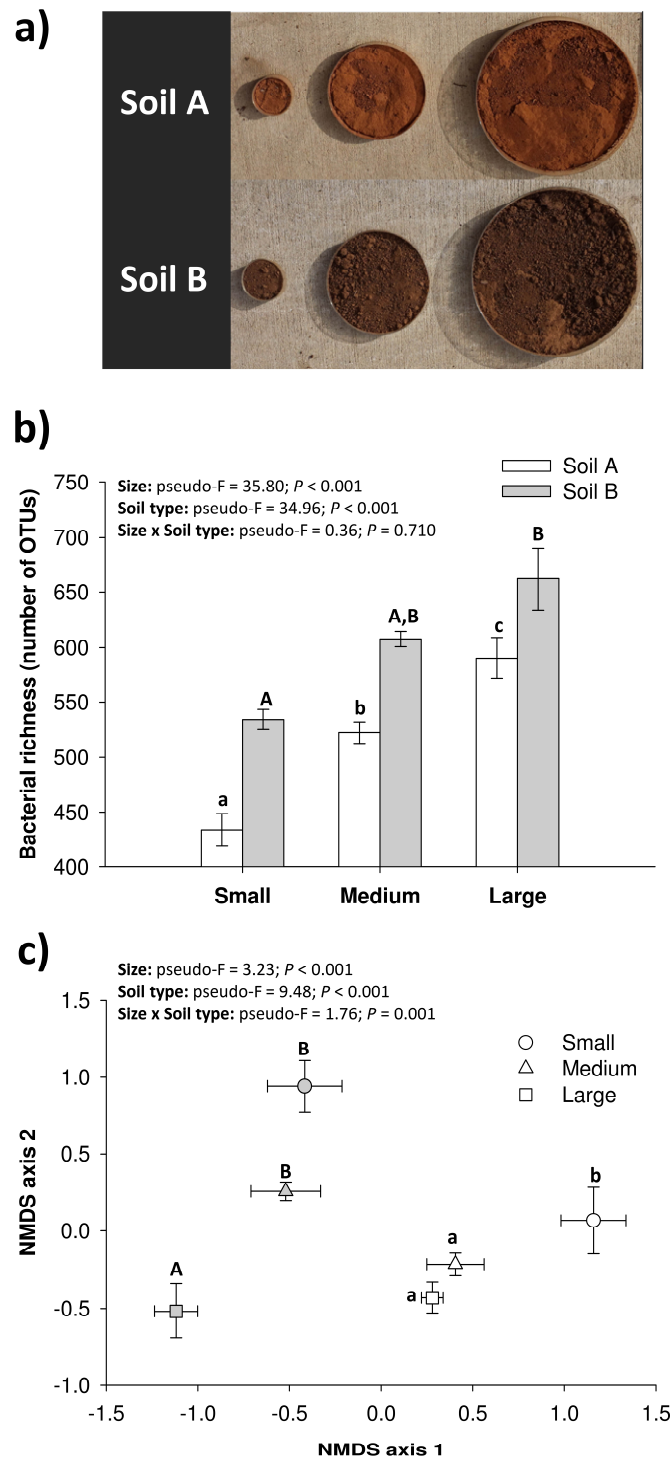 a)
Soil A
Soil B
b)
Bacterial richness (number of OTUs)
750
700
650
600
550
500
450
400
Size: pseudo-F = 35.80; P < 0.001
Soil type: pseudo-F = 34.96; P < 0.001
Size x Soil type: pseudo-F = 0.36; P = 0.710
Soil A
Soil B
a
A
b
A,B
c
B
Small
Medium
Large
c)
NMDS axis 2
1.5
1.0
0.5
0.0
-0.5
-1.0
Size: pseudo-F = 3.23; P < 0.001
Soil type: pseudo-F = 9.48; P < 0.001
Size x Soil type: pseudo-F = 1.76; P = 0.001
Small
Medium
Large
B
B
A
a
a
b
-1.5
-1.0
-0.5
0.0
0.5
1.0
1.5
NMDS axis 1